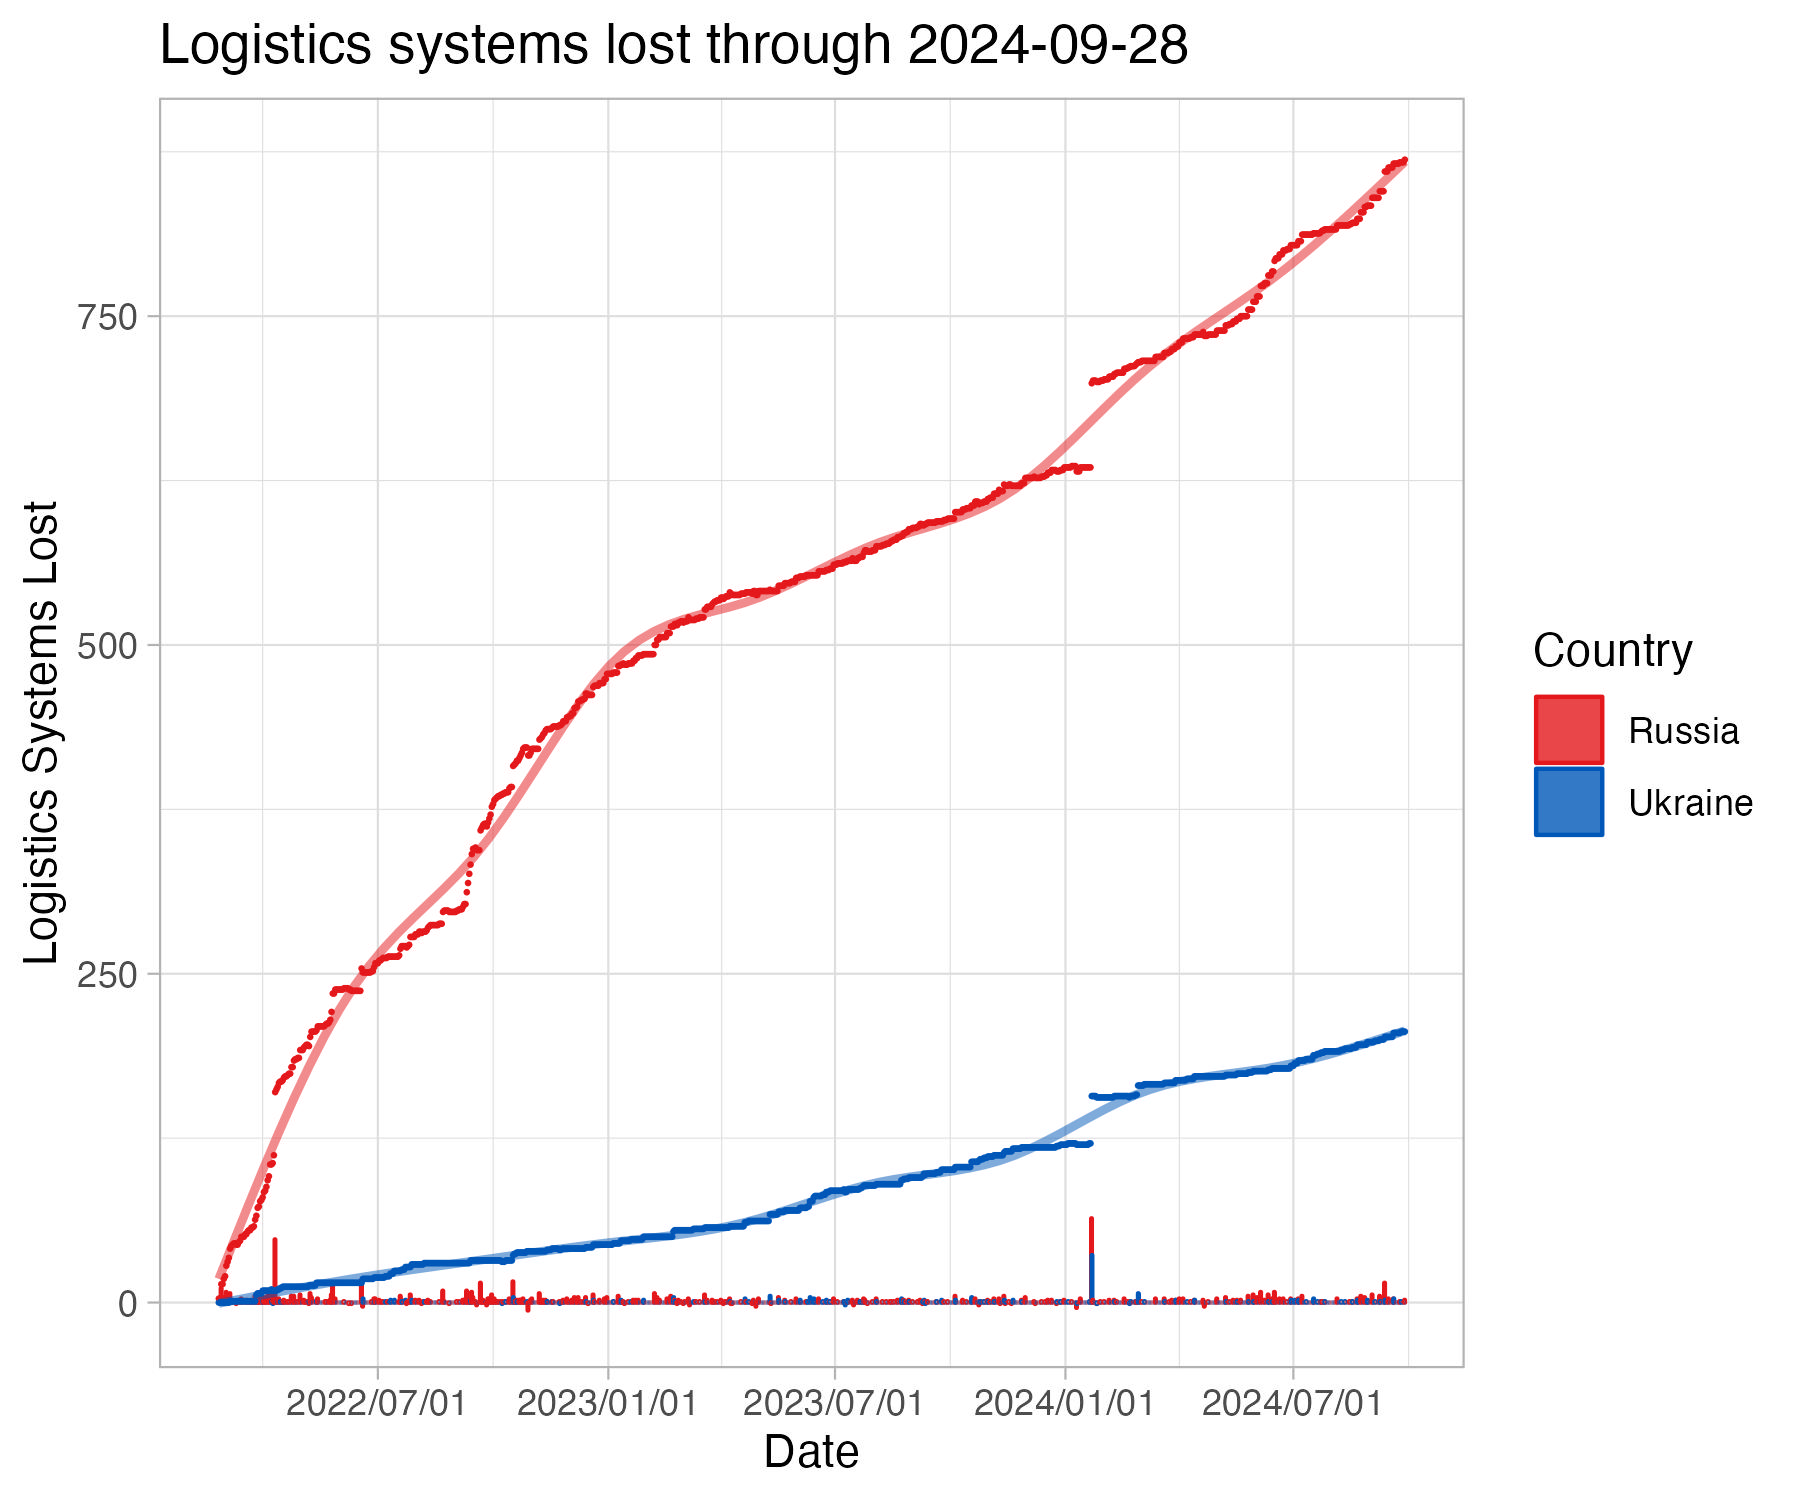 Logistics systems lost through 2024-09-28
Logistics Systems Lost
750
500
250
0
2022/07/01 2023/01/01 2023/07/01 2024/01/01 2024/07/01
Date
Country
Russia
Ukraine